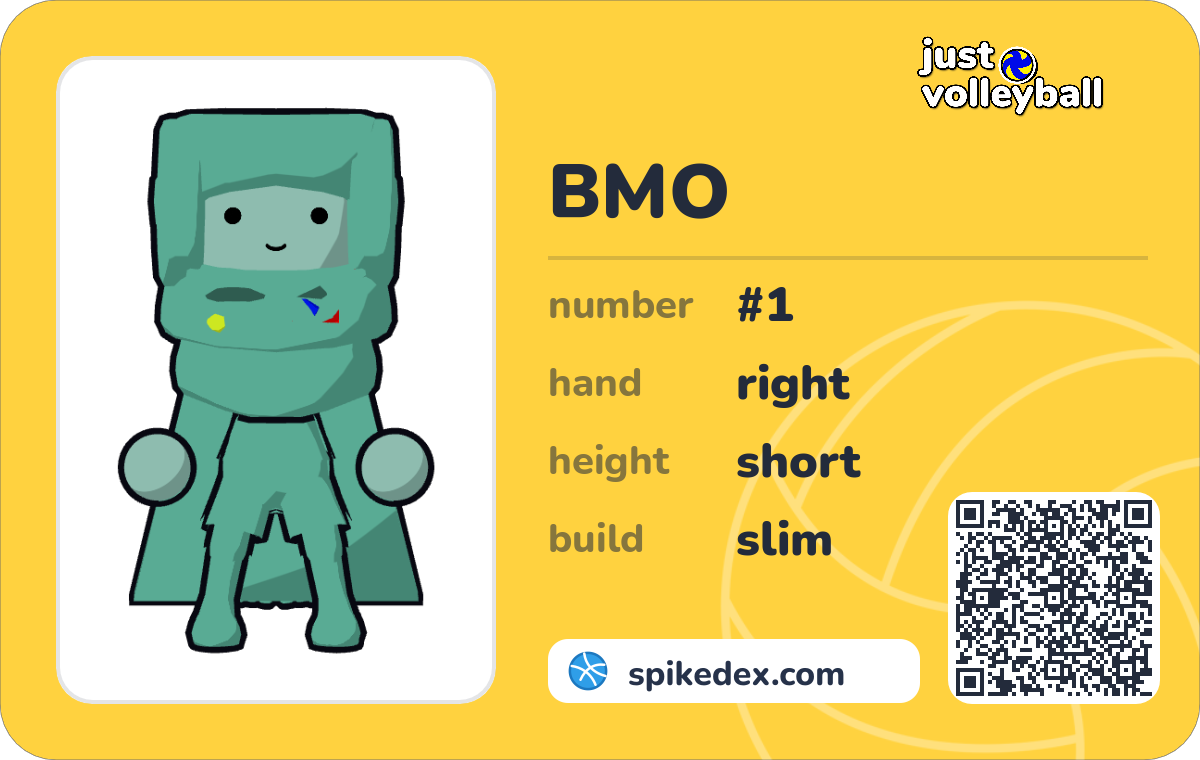 just
volleyball
BMO
number #1
hand right
height short
build slim
spikedex.com